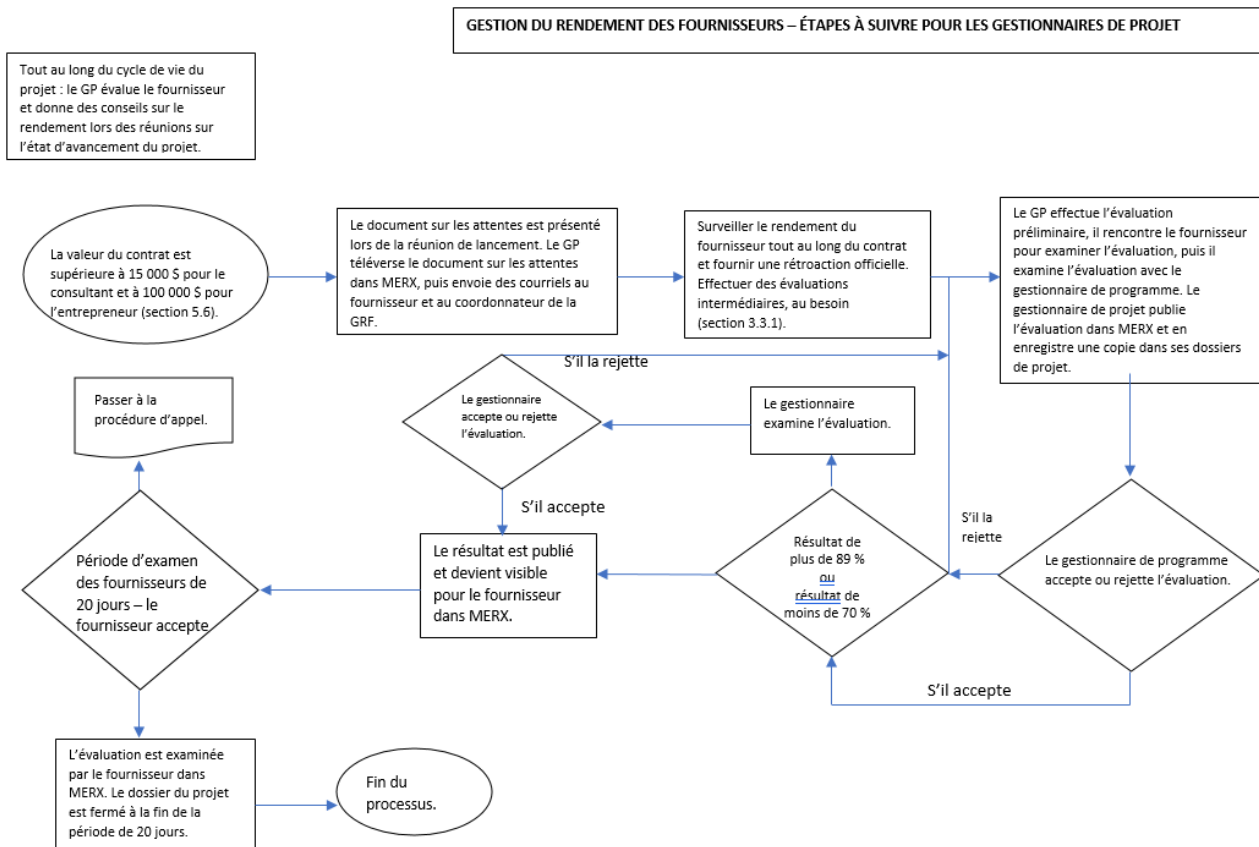 GESTION DU RENDEMENT DES FOURNISSEURS – ÉTAPES À SUIVRE POUR LES GESTIONNAIRES DE PROJET
Tout au long du cycle de vie du
projet : le GP évalue le fournisseur
et donne des conseils sur le
rendement lors des réunions sur
l'état d'avancement du projet.
La valeur du contrat est
supérieure à 15 000 $ pour le
consultant et à 100 000 $ pour
l'entrepreneur (section 5.6).
Le document sur les attentes est présenté
lors de la réunion de lancement. Le GP
téléverse le document sur les attentes
dans MERX, puis envoie des courriels au
fournisseur et au coordonnateur de la
GRF.
Surveiller le rendement du
fournisseur tout au long du contrat
et fournir une rétroaction officielle.
Effectuer des évaluations
intermédiaires, au besoin
(section 3.3.1).
Le GP effectue l'évaluation
préliminaire, il rencontre le fournisseur
pour examiner l'évaluation, puis il
examine l'évaluation avec le
gestionnaire de programme. Le
gestionnaire de projet publie
l'évaluation dans MERX et en
enregistre une copie dans ses dossiers
de projet.
Le gestionnaire de programme
accepte ou rejette l'évaluation.
S'il la
rejette
S'il accepte
Résultat de
plus de 89 %
ou
résultat de
moins de 70 %
Le gestionnaire
examine l'évaluation.
Le gestionnaire
accepte ou rejette
l'évaluation.
S'il la rejette
S'il accepte
Le résultat est publié
et devient visible
pour le fournisseur
dans MERX.
Période d'examen
des fournisseurs de
20 jours – le
fournisseur accepte
Passer à la
procédure d'appel.
L'évaluation est examinée
par le fournisseur dans
MERX. Le dossier du projet
est fermé à la fin de la
période de 20 jours.
Fin du
processus.